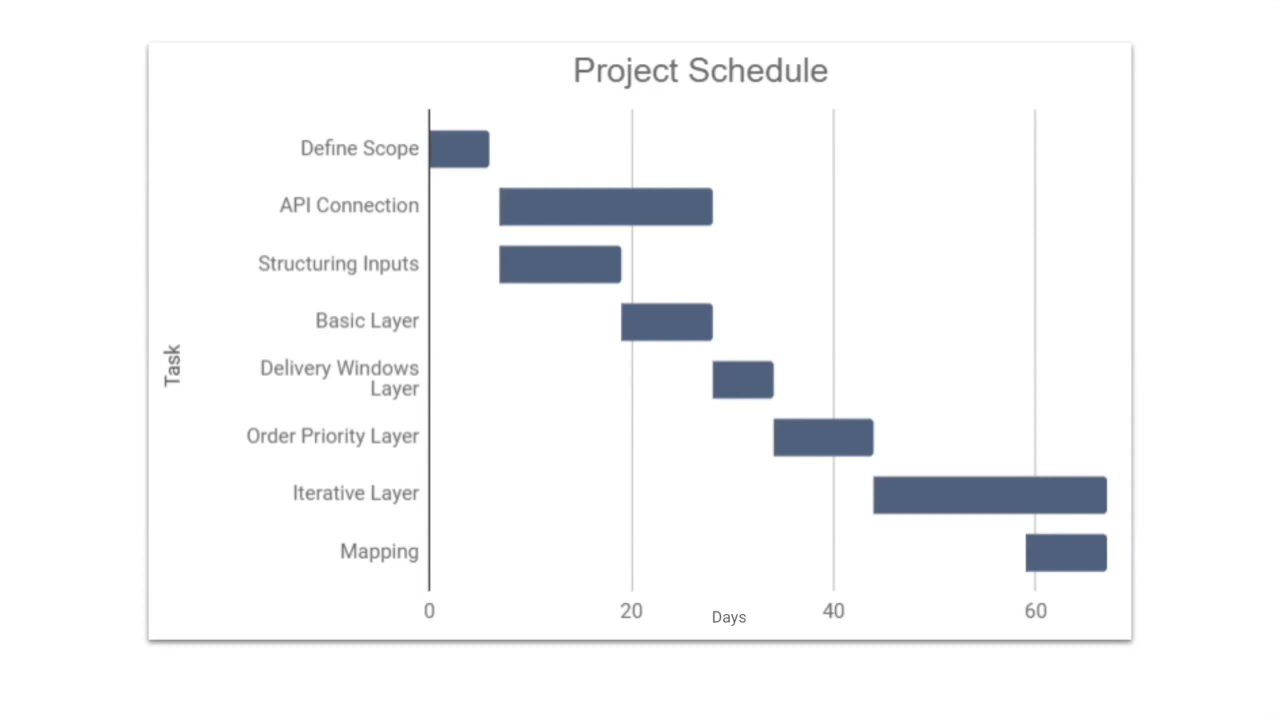 Project Schedule
Define Scope
API Connection
Structuring Inputs
Basic Layer
Delivery Windows
Layer
Order Priority Layer
Iterative Layer
Mapping
Task
0
20
40
60
Days